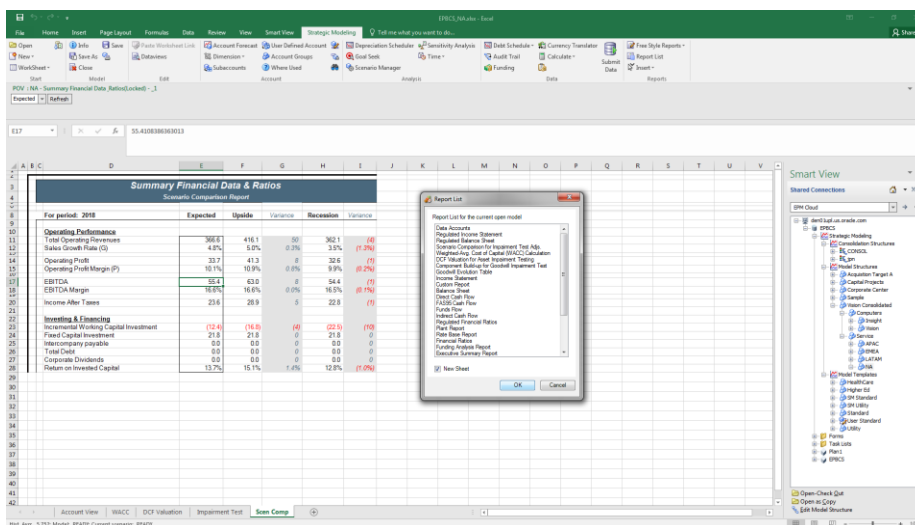 EPBCS_NA.xlsx - Excel
File Home Insert Page Layout Formulas Data Review View Smart View Strategic Modeling Tell me what you want to do... Share
Open Info Save Paste Worksheet Link Account Forecast User Defined Account Depreciation Scheduler Sensitivity Analysis Debt Schedule Currency Translator Free Style Reports
New Save As Dataviews Dimension Account Groups Goal Seek Time Audit Trail Calculate Submit Data Report List
WorkSheet Close Subaccounts Where Used Scenario Manager Funding Insert
Start Model Edit Account Analysis Data Reports
POV : NA - Summary Financial Data_Ratios(Locked) - _1
Expected Refresh
E17 fx 55.4108386363013
A B C D E F G H I J K L M N O P Q R S T U V
Summary Financial Data & Ratios
Scenario Comparison Report
For period: 2018 Expected Upside Variance Recession Variance
Operating Performance
Total Operating Revenues 366.6 416.1 50 362.1 (4)
Sales Growth Rate (G) 4.8% 5.0% 0.3% 3.5% (1.3%)
Operating Profit 33.7 41.3 8 32.6 (1)
Operating Profit Margin (P) 10.1% 10.9% 0.8% 9.9% (0.2%)
EBITDA 55.4 63.0 8 54.4 (1)
EBITDA Margin 16.6% 16.6% 0.0% 16.5% (0.1%)
Income After Taxes 23.6 28.9 5 22.8 (1)
Investing & Financing
Incremental Working Capital Investment (12.4) (16.8) (4) (22.5) (10)
Fixed Capital Investment 21.8 21.8 0 21.8 0
Intercompany payable 0.0 0.0 0 0.0 0
Total Debt 0.0 0.0 0 0.0 0
Corporate Dividends 0.0 0.0 0 0.0 0
Return on Invested Capital 13.7% 15.1% 1.4% 12.8% (1.0%)
Report List
Report List for the current open model
Data Accounts
Regulated Income Statement
Regulated Balance Sheet
Scenario Comparison for Impairment Test Adjs.
Weighted-Avg. Cost of Capital (WACC) Calculation
DCF Valuation for Asset Impairment Testing
Component Build-up for Goodwill Impairment Test
Goodwill Evolution Table
Income Statement
Custom Report
Balance Sheet
Direct Cash Flow
FAS95 Cash Flow
Funds Flow
Indirect Cash Flow
Regulated Financial Ratios
Plant Report
Rate Base Report
Financial Ratios
Funding Analysis Report
Executive Summary Report
New Sheet
OK Cancel
Smart View
Shared Connections
EPM Cloud
EPBCS
Strategic Modeling
Consolidation Structures
BL_CONSOL
BL_jpn
Model Structures
Acquisition Target A
Capital Projects
Corporate Center
Sample
Vision Consolidated
Computers
Insight
Vision
Service
APAC
EMEA
LATAM
NA
Model Templates
HealthCare
Higher Ed
SM Standard
SM Utility
Standard
User Standard
Utility
Forms
Task Lists
Plan1
EPBCS
Open-Check Out
Open as Copy
Edit Model Structure
Account View WACC DCF Valuation Impairment Test Scen Comp